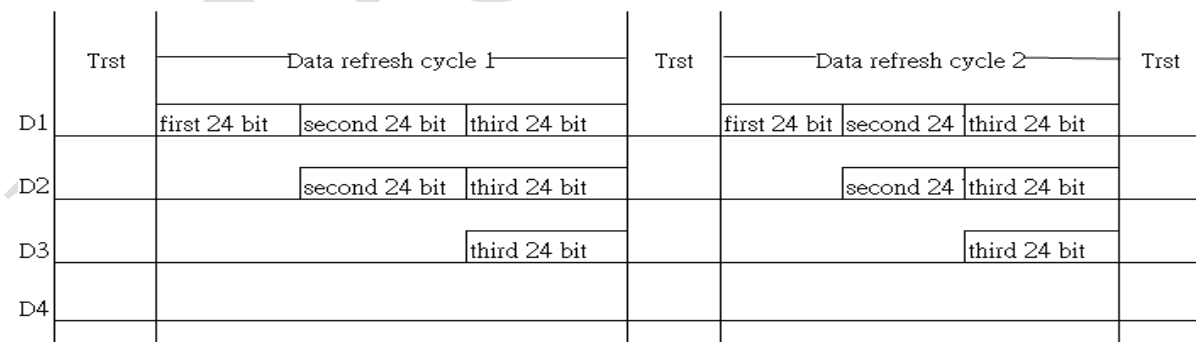 Trst Data refresh cycle 1 Trst Data refresh cycle 2 Trst
D1 first 24 bit second 24 bit third 24 bit first 24 bit second 24 third 24 bit
D2 second 24 bit third 24 bit second 24 third 24 bit
D3 third 24 bit third 24 bit
D4